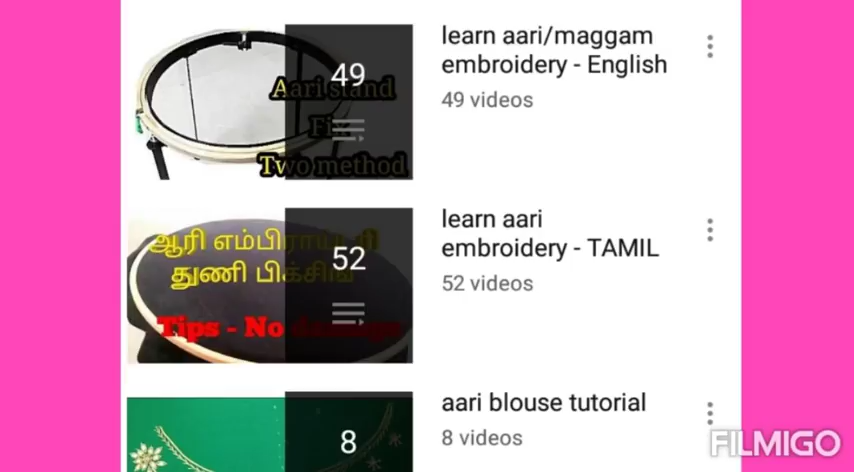 49
Aari stand
Fix
Two method
learn aari/maggam
embroidery - English
49 videos
ஆரி எம்பிராய்டரி
துணி பிக்சிங்
52
Tips - No damage
learn aari
embroidery - TAMIL
52 videos
8
aari blouse tutorial
8 videos
FILMIGO